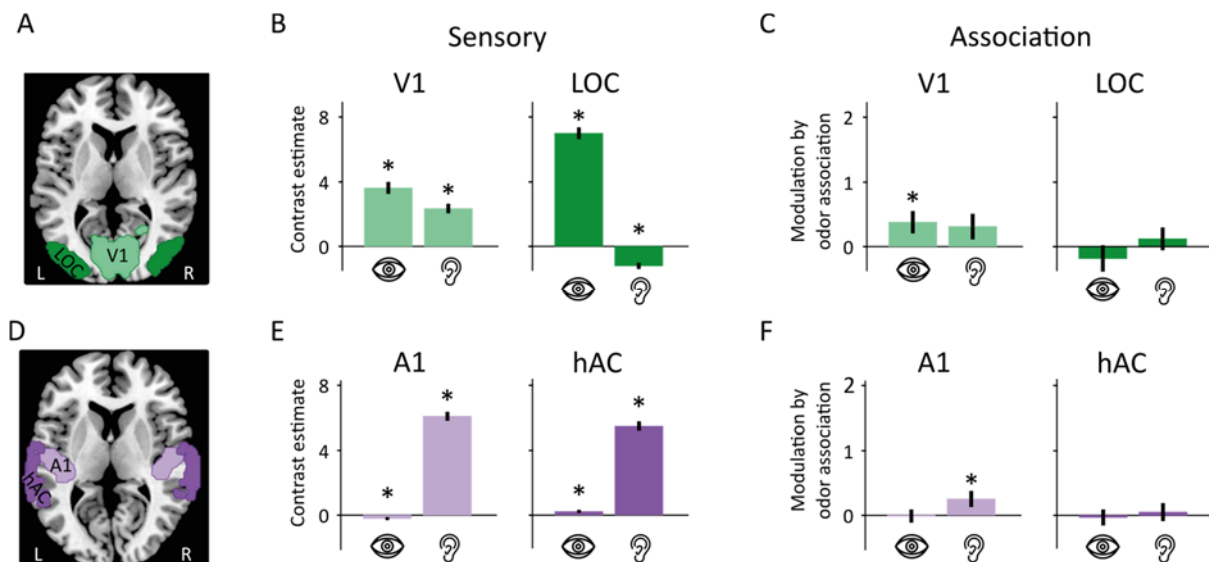 A
B
Sensory
C
Association
V1
LOC
V1
LOC
Contrast estimate
8
4
0
Modulation by
odor association
2
1
0
LOC
V1
L
R
*
*
*
*
*
D
E
F
A1
hAC
A1
hAC
Contrast estimate
8
4
0
Modulation by
odor association
2
1
0
A1
hAC
L
R
*
*
*
*
*